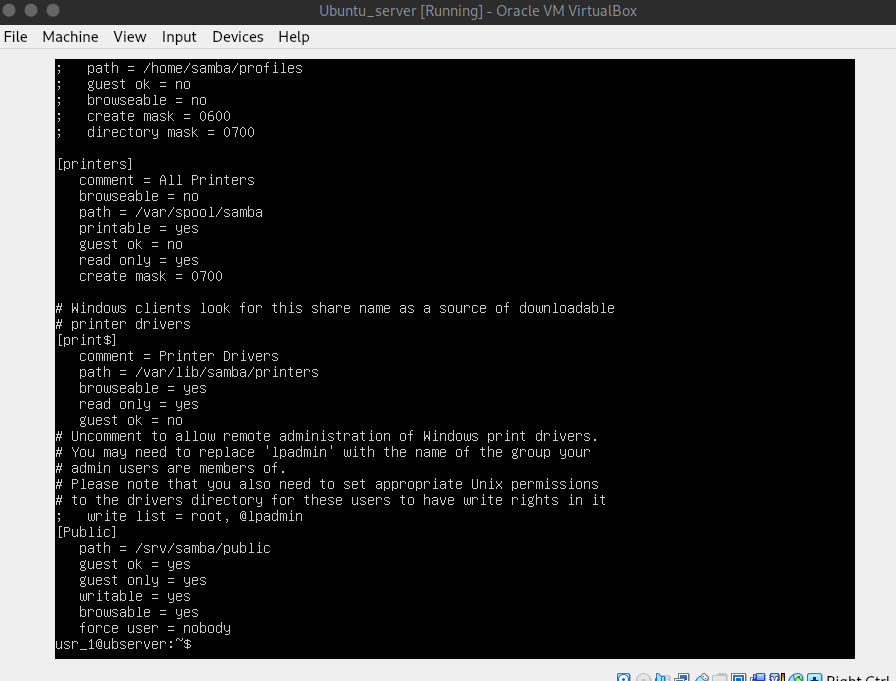 Ubuntu_server [Running] - Oracle VM VirtualBox
File Machine View Input Devices Help
; path = /home/samba/profiles
; guest ok = no
; browseable = no
; create mask = 0600
; directory mask = 0700
[printers]
comment = All Printers
browseable = no
path = /var/spool/samba
printable = yes
guest ok = no
read only = yes
create mask = 0700
# Windows clients look for this share name as a source of downloadable
# printer drivers
[print$]
comment = Printer Drivers
path = /var/lib/samba/printers
browseable = yes
read only = yes
guest ok = no
# Uncomment to allow remote administration of Windows print drivers.
# You may need to replace 'lpadmin' with the name of the group your
# admin users are members of.
# Please note that you also need to set appropriate Unix permissions
# to the drivers directory for these users to have write rights in it
; write list = root, @lpadmin
[Public]
path = /srv/samba/public
guest ok = yes
guest only = yes
writable = yes
browsable = yes
force user = nobody
usr_1@ubserver:~$
Right Ctrl